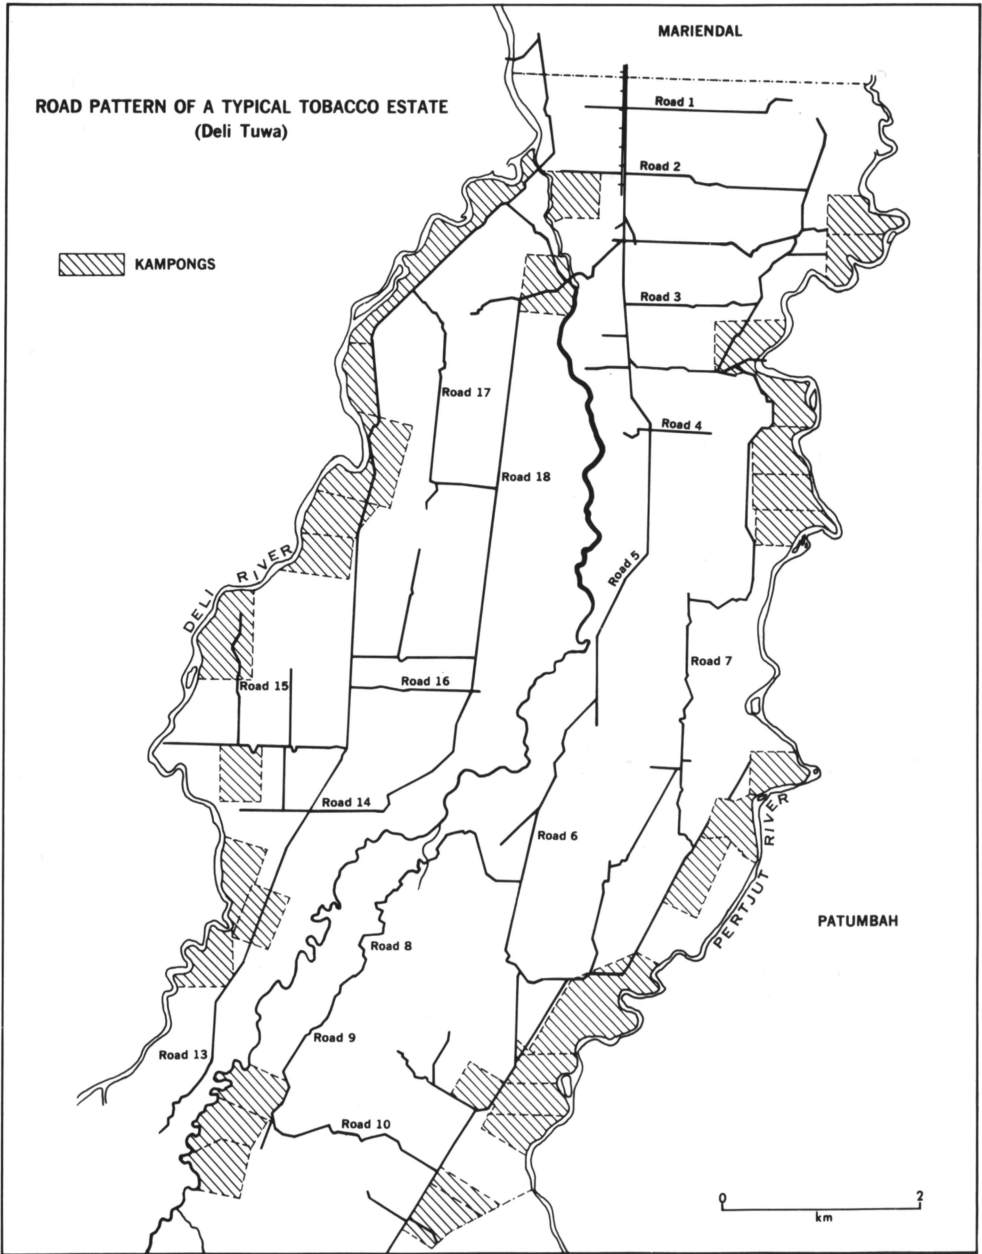 MARIENDAL
ROAD PATTERN OF A TYPICAL TOBACCO ESTATE
(Deli Tuwa)
Road 1
Road 2
KAMPONGS
Road 3
Road 17
Road 4
Road 18
DELI RIVER
Road 5
Road 7
Road 15
Road 16
Road 14
Road 6
PERTJUT RIVER
PATUMBAH
Road 8
Road 9
Road 13
Road 10
0 2
km